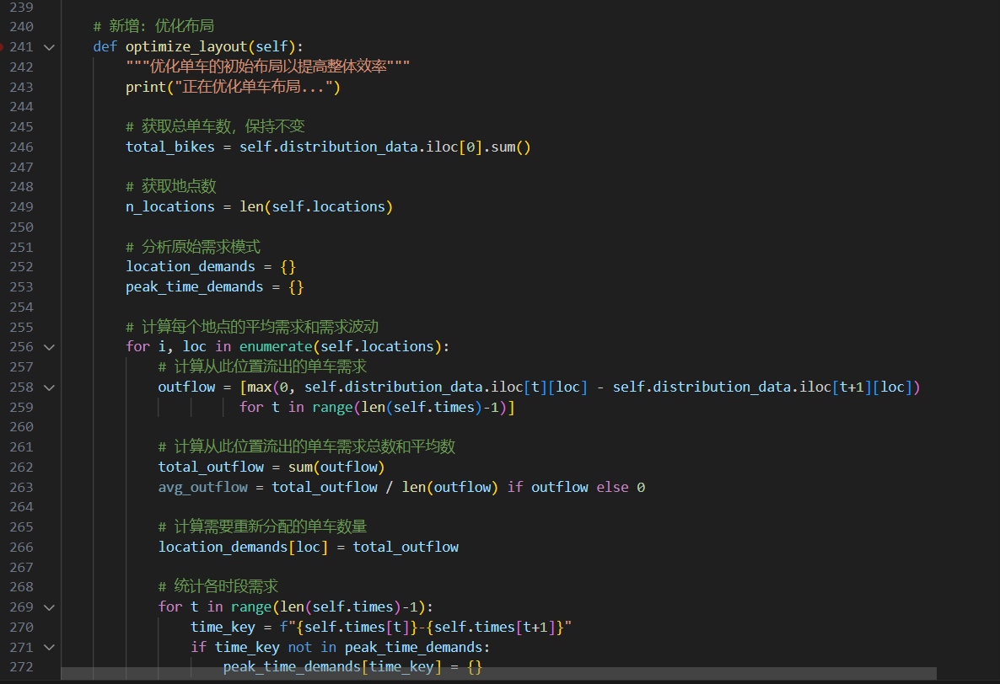 239
240 # 新增: 优化布局
241 def optimize_layout(self):
242 """优化单车的初始布局以提高整体效率"""
243 print("正在优化单车布局...")
244
245 # 获取总单车数，保持不变
246 total_bikes = self.distribution_data.iloc[0].sum()
247
248 # 获取地点数
249 n_locations = len(self.locations)
250
251 # 分析原始需求模式
252 location_demands = {}
253 peak_time_demands = {}
254
255 # 计算每个地点的平均需求和需求波动
256 for i, loc in enumerate(self.locations):
257 # 计算从此位置流出的单车需求
258 outflow = [max(0, self.distribution_data.iloc[t][loc] - self.distribution_data.iloc[t+1][loc])
259 for t in range(len(self.times)-1)]
260
261 # 计算从此位置流出的单车需求总数和平均数
262 total_outflow = sum(outflow)
263 avg_outflow = total_outflow / len(outflow) if outflow else 0
264
265 # 计算需要重新分配的单车数量
266 location_demands[loc] = total_outflow
267
268 # 统计各时段需求
269 for t in range(len(self.times)-1):
270 time_key = f"{self.times[t]}-{self.times[t+1]}"
271 if time_key not in peak_time_demands:
272 peak_time_demands[time_key] = {}